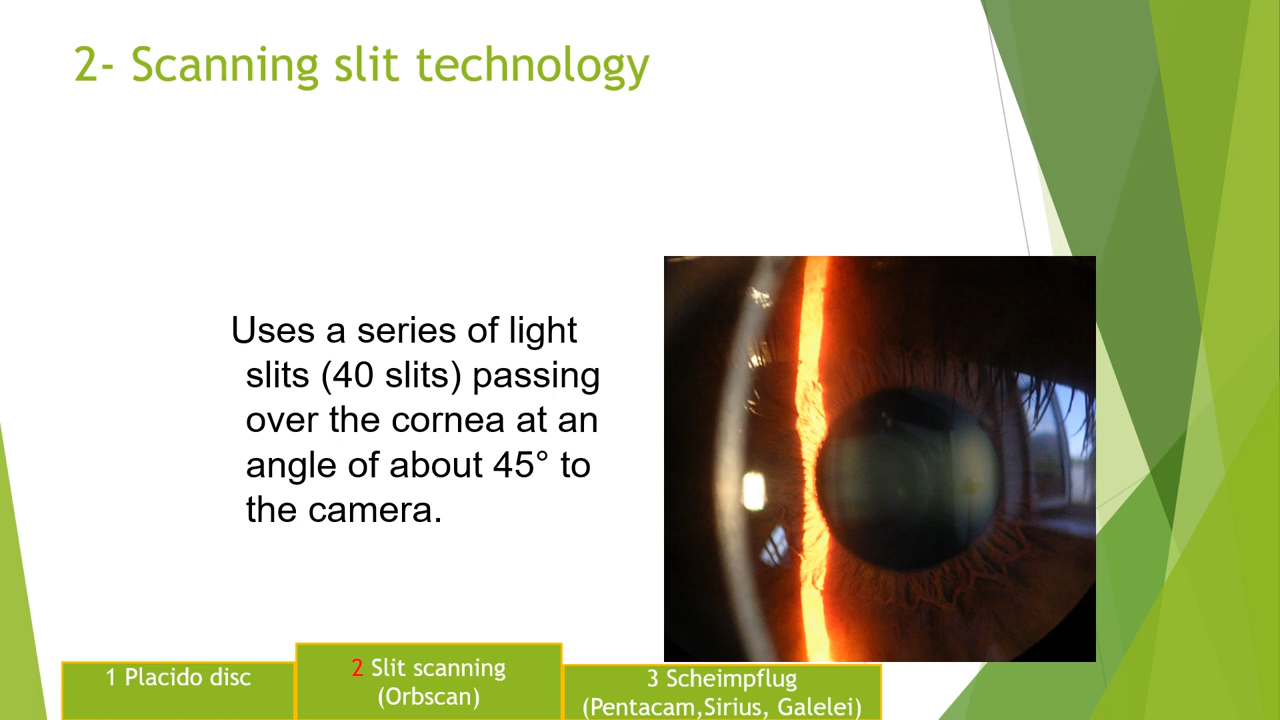 2- Scanning slit technology
Uses a series of light
slits (40 slits) passing
over the cornea at an
angle of about 45° to
the camera.
1 Placido disc
2 Slit scanning
(Orbscan)
3 Scheimpflug
(Pentacam,Sirius, Galelei)